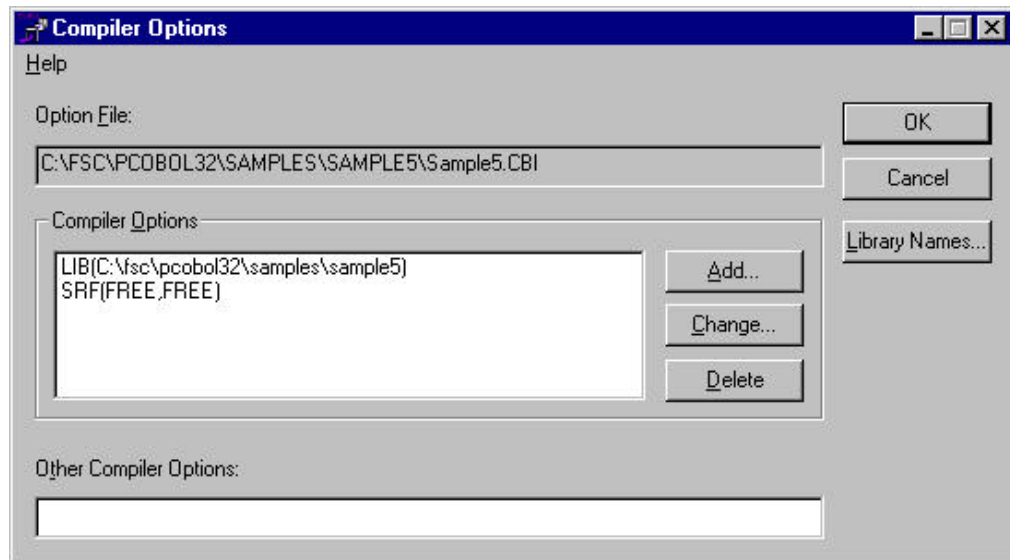 Compiler Options
Help
Option File:
C:\FSC\PCOBOL32\SAMPLES\SAMPLE5\Sample5.CBI
Compiler Options
LIB(C:\fsc\pcobol32\samples\sample5)
SRF(FREE,FREE)
Add...
Change...
Delete
Other Compiler Options:
OK
Cancel
Library Names...